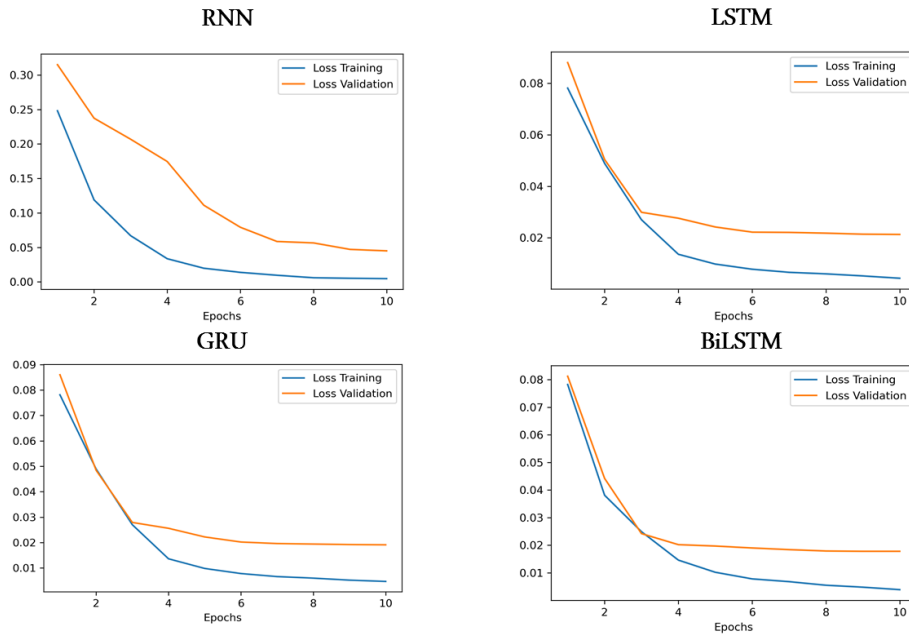 RNN
Loss Training
Loss Validation
0.30
0.25
0.20
0.15
0.10
0.05
0.00
2 4 6 8 10
Epochs
LSTM
Loss Training
Loss Validation
0.08
0.06
0.04
0.02
2 4 6 8 10
Epochs
GRU
Loss Training
Loss Validation
0.09
0.08
0.07
0.06
0.05
0.04
0.03
0.02
0.01
2 4 6 8 10
Epochs
BiLSTM
Loss Training
Loss Validation
0.08
0.07
0.06
0.05
0.04
0.03
0.02
0.01
2 4 6 8 10
Epochs